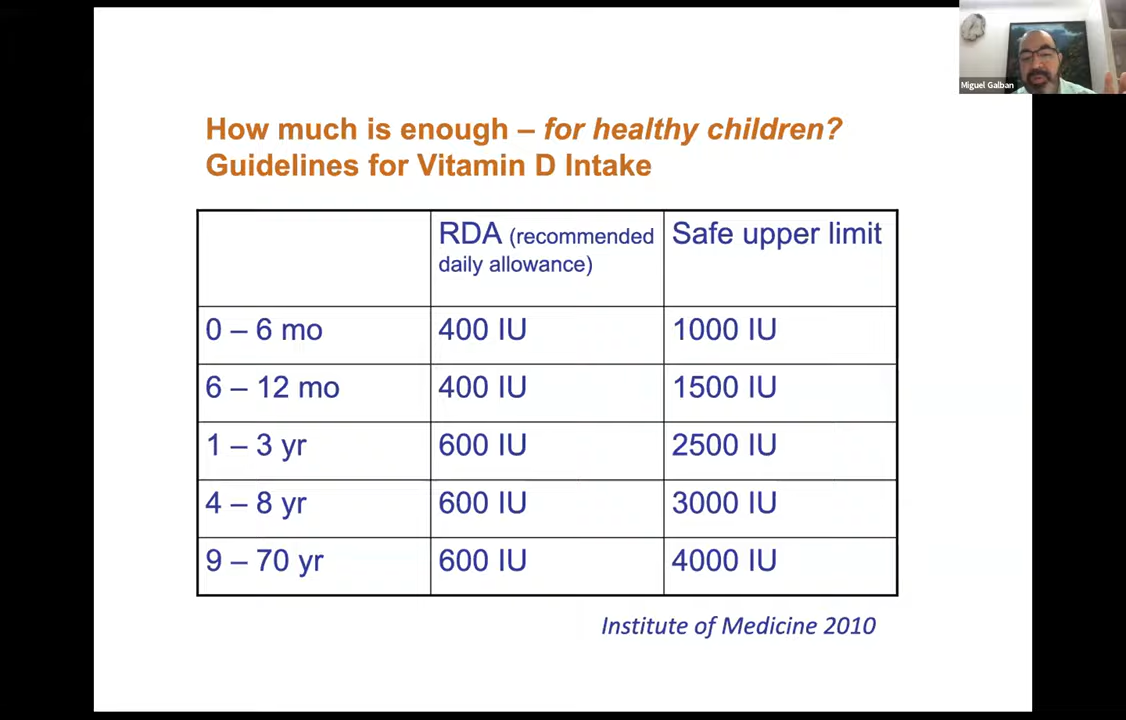 Miguel Galban
How much is enough – for healthy children?
Guidelines for Vitamin D Intake
RDA (recommended daily allowance) Safe upper limit
0 – 6 mo 400 IU 1000 IU
6 – 12 mo 400 IU 1500 IU
1 – 3 yr 600 IU 2500 IU
4 – 8 yr 600 IU 3000 IU
9 – 70 yr 600 IU 4000 IU
Institute of Medicine 2010